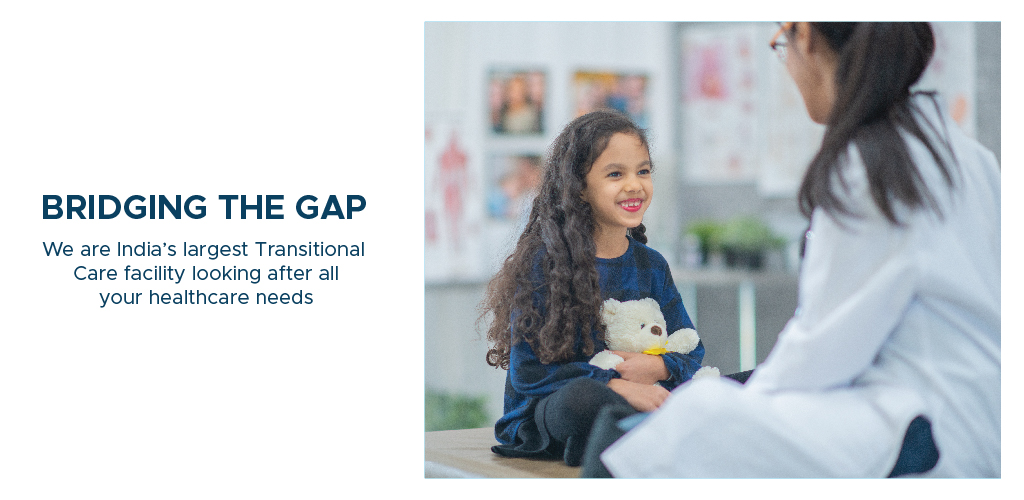 BRIDGING THE GAP
We are India’s largest Transitional
Care facility looking after all
your healthcare needs